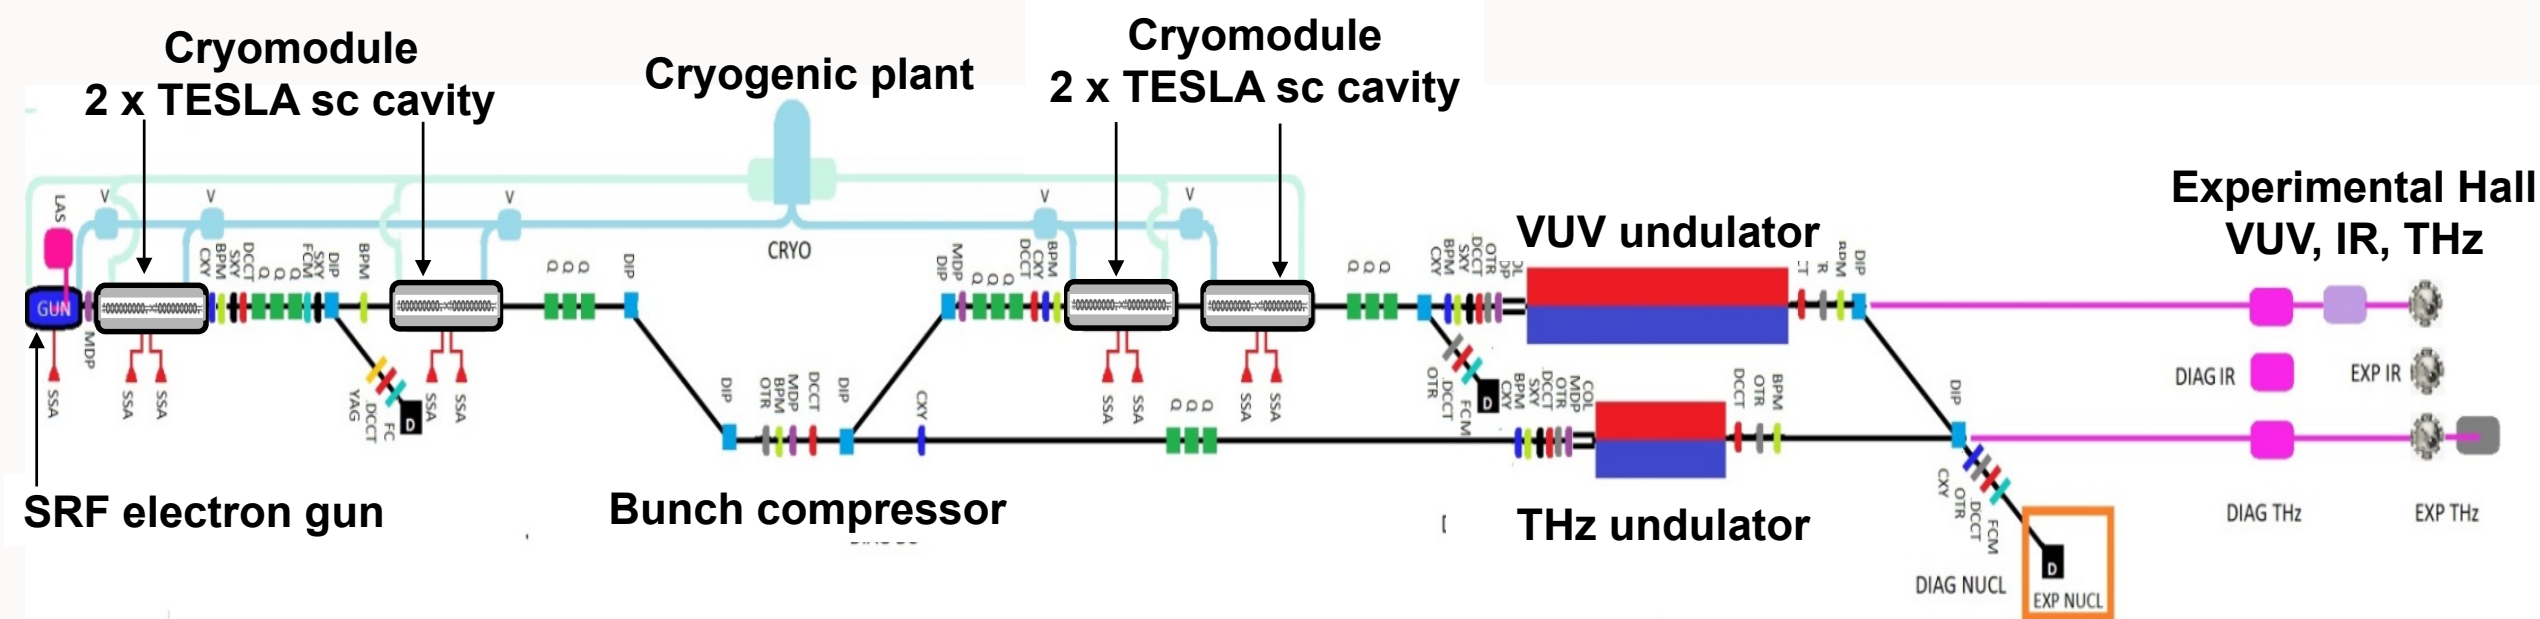 Cryomodule
2 x TESLA sc cavity
Cryogenic plant
Cryomodule
2 x TESLA sc cavity
Experimental Hall
VUV, IR, THz
VUV undulator
LAS
V
V
V
V
V
CRYO
CXY
BPM
SXY
DCCT
Q
Q
Q
FCM
SXY
DIP
BPM
Q
Q
Q
DIP
DIP
MDP
Q
Q
Q
DCCT
CXY
BPM
Q
Q
Q
CXY
BPM
SXY
DCCT
OTR
BPM
DIP
GUN
MDP
SSA
SSA
SSA
YAG
DCCT
FC
D
SSA
SSA
DIP
OTR
BPM
MDP
DCCT
DIP
CXY
SSA
SSA
SSA
SSA
Q
Q
Q
OTR
DCCT
FCM
D
CXY
BPM
SXY
DCCT
OTR
MDP
COL
DCCT
OTR
BPM
DIP
DIAG IR
EXP IR
SRF electron gun
Bunch compressor
THz undulator
CXY
OTR
DCCT
FCM
DIAG THz
EXP THz
DIAG NUCL
D
EXP NUCL